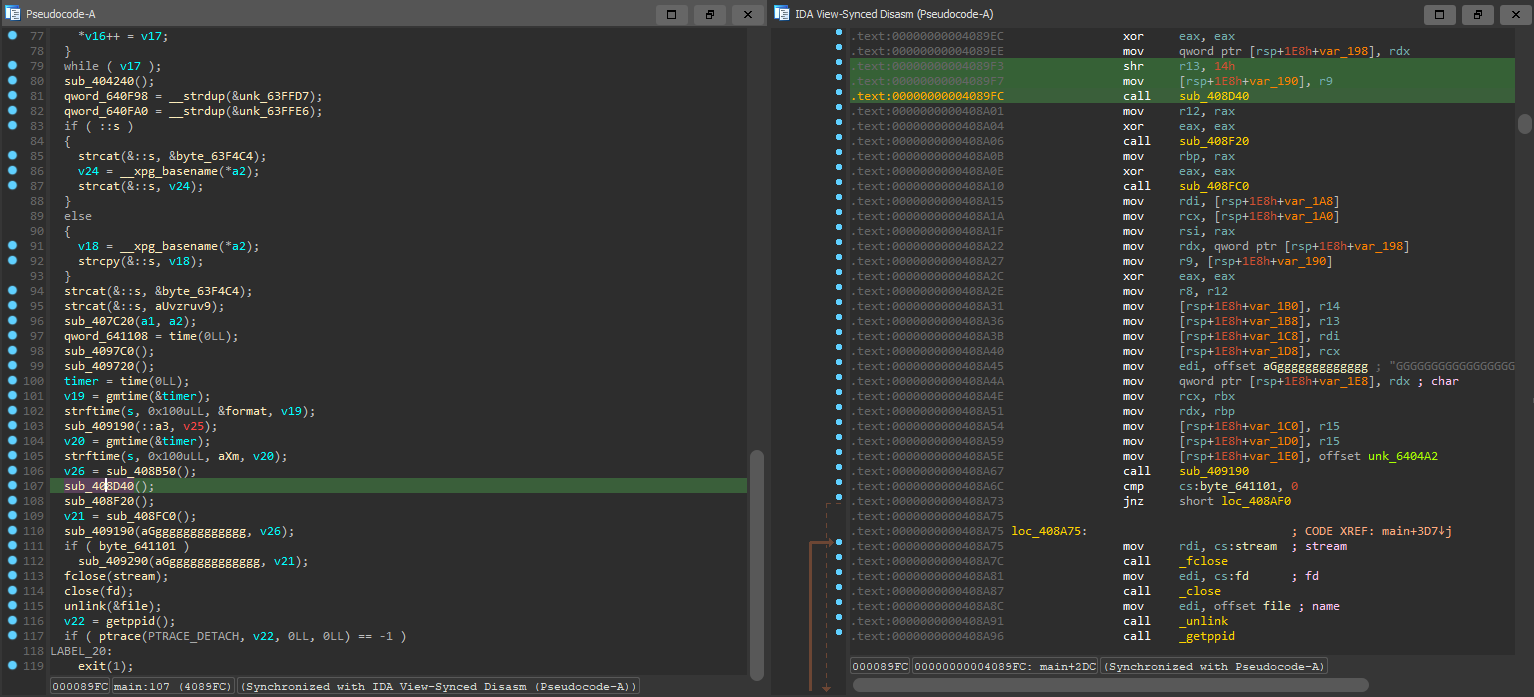 Pseudocode-A
77 *v16++ = v17;
78 }
79 while ( v17 );
80 sub_404240();
81 qword_640F98 = __strdup(&unk_63FFD7);
82 qword_640FA0 = __strdup(&unk_63FFE6);
83 if ( ::s )
84 {
85 strcat(&::s, &byte_63F4C4);
86 v24 = __xpg_basename(*a2);
87 strcat(&::s, v24);
88 }
89 else
90 {
91 v18 = __xpg_basename(*a2);
92 strcpy(&::s, v18);
93 }
94 strcat(&::s, &byte_63F4C4);
95 strcat(&::s, aUvzruv9);
96 sub_407C20(a1, a2);
97 qword_641108 = time(0LL);
98 sub_4097C0();
99 sub_409720();
100 timer = time(0LL);
101 v19 = gmtime(&timer);
102 strftime(s, 0x100uLL, &format, v19);
103 sub_409190(::a3, v25);
104 v20 = gmtime(&timer);
105 strftime(s, 0x100uLL, aXm, v20);
106 v26 = sub_408B50();
107 sub_408D40();
108 sub_408F20();
109 v21 = sub_408FC0();
110 sub_409190(aGggggggggggggg, v26);
111 if ( byte_641101 )
112 sub_409290(aGggggggggggggg, v21);
113 fclose(stream);
114 close(fd);
115 unlink(&file);
116 v22 = getppid();
117 if ( ptrace(PTRACE_DETACH, v22, 0LL, 0LL) == -1 )
118 LABEL_20:
119 exit(1);
000089FC main:107 (4089FC) (Synchronized with IDA View-Synced Disasm (Pseudocode-A))
IDA View-Synced Disasm (Pseudocode-A)
.text:00000000004089EC xor eax, eax
.text:00000000004089EE mov qword ptr [rsp+1E8h+var_198], rdx
.text:00000000004089F3 shr r13, 14h
.text:00000000004089F7 mov [rsp+1E8h+var_190], r9
.text:00000000004089FC call sub_408D40
.text:0000000000408A01 mov r12, rax
.text:0000000000408A04 xor eax, eax
.text:0000000000408A06 call sub_408F20
.text:0000000000408A0B mov rbp, rax
.text:0000000000408A0E xor eax, eax
.text:0000000000408A10 call sub_408FC0
.text:0000000000408A15 mov rdi, [rsp+1E8h+var_1A8]
.text:0000000000408A1A mov rcx, [rsp+1E8h+var_1A0]
.text:0000000000408A1F mov rsi, rax
.text:0000000000408A22 mov rdx, qword ptr [rsp+1E8h+var_198]
.text:0000000000408A27 mov r9, [rsp+1E8h+var_190]
.text:0000000000408A2C xor eax, eax
.text:0000000000408A2E mov r8, r12
.text:0000000000408A31 mov [rsp+1E8h+var_1B0], r14
.text:0000000000408A36 mov [rsp+1E8h+var_1B8], r13
.text:0000000000408A3B mov [rsp+1E8h+var_1C8], rdi
.text:0000000000408A40 mov [rsp+1E8h+var_1D8], rcx
.text:0000000000408A45 mov edi, offset aGggggggggggggg ; "GGGGGGGGGGGGGGGGG
.text:0000000000408A4A mov qword ptr [rsp+1E8h+var_1E8], rdx ; char
.text:0000000000408A4E mov rcx, rbx
.text:0000000000408A51 mov rdx, rbp
.text:0000000000408A54 mov [rsp+1E8h+var_1C0], r15
.text:0000000000408A59 mov [rsp+1E8h+var_1D0], r15
.text:0000000000408A5E mov [rsp+1E8h+var_1E0], offset unk_6404A2
.text:0000000000408A67 call sub_409190
.text:0000000000408A6C cmp cs:byte_641101, 0
.text:0000000000408A73 jnz short loc_408AF0
.text:0000000000408A75
.text:0000000000408A75 loc_408A75: ; CODE XREF: main+3D7↓j
.text:0000000000408A75 mov rdi, cs:stream ; stream
.text:0000000000408A7C call _fclose
.text:0000000000408A81 mov edi, cs:fd ; fd
.text:0000000000408A87 call _close
.text:0000000000408A8C mov edi, offset file ; name
.text:0000000000408A91 call _unlink
.text:0000000000408A96 call _getppid
000089FC 00000000004089FC: main+2DC (Synchronized with Pseudocode-A)